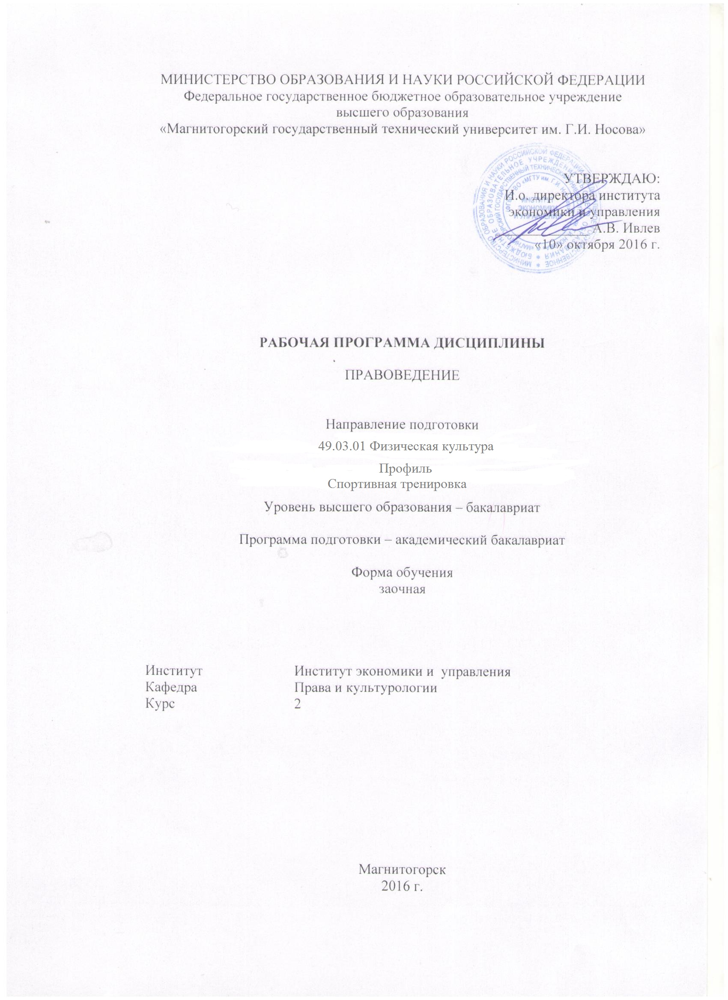 МИНИСТЕРСТВО ОБРАЗОВАНИЯ И НАУКИ РОССИЙСКОЙ ФЕДЕРАЦИИ
Федеральное государственное бюджетное образовательное учреждение
высшего образования
«Магнитогорский государственный технический университет им. Г.И. Носова»
УТВЕРЖДАЮ:
И.о. директора института
экономики и управления
А.В. Ивлев
«10» октября 2016 г.
ИНСТИТУТ
ЭКОНОМИКИ
И УПРАВЛЕНИЯ
РАБОЧАЯ ПРОГРАММА ДИСЦИПЛИНЫ
ПРАВОВЕДЕНИЕ
Направление подготовки
49.03.01 Физическая культура
Профиль
Спортивная тренировка
Уровень высшего образования – бакалавриат
Программа подготовки – академический бакалавриат
Форма обучения
заочная
Институт Институт экономики и управления
Кафедра Права и культурологии
Курс 2
Магнитогорск
2016 г.